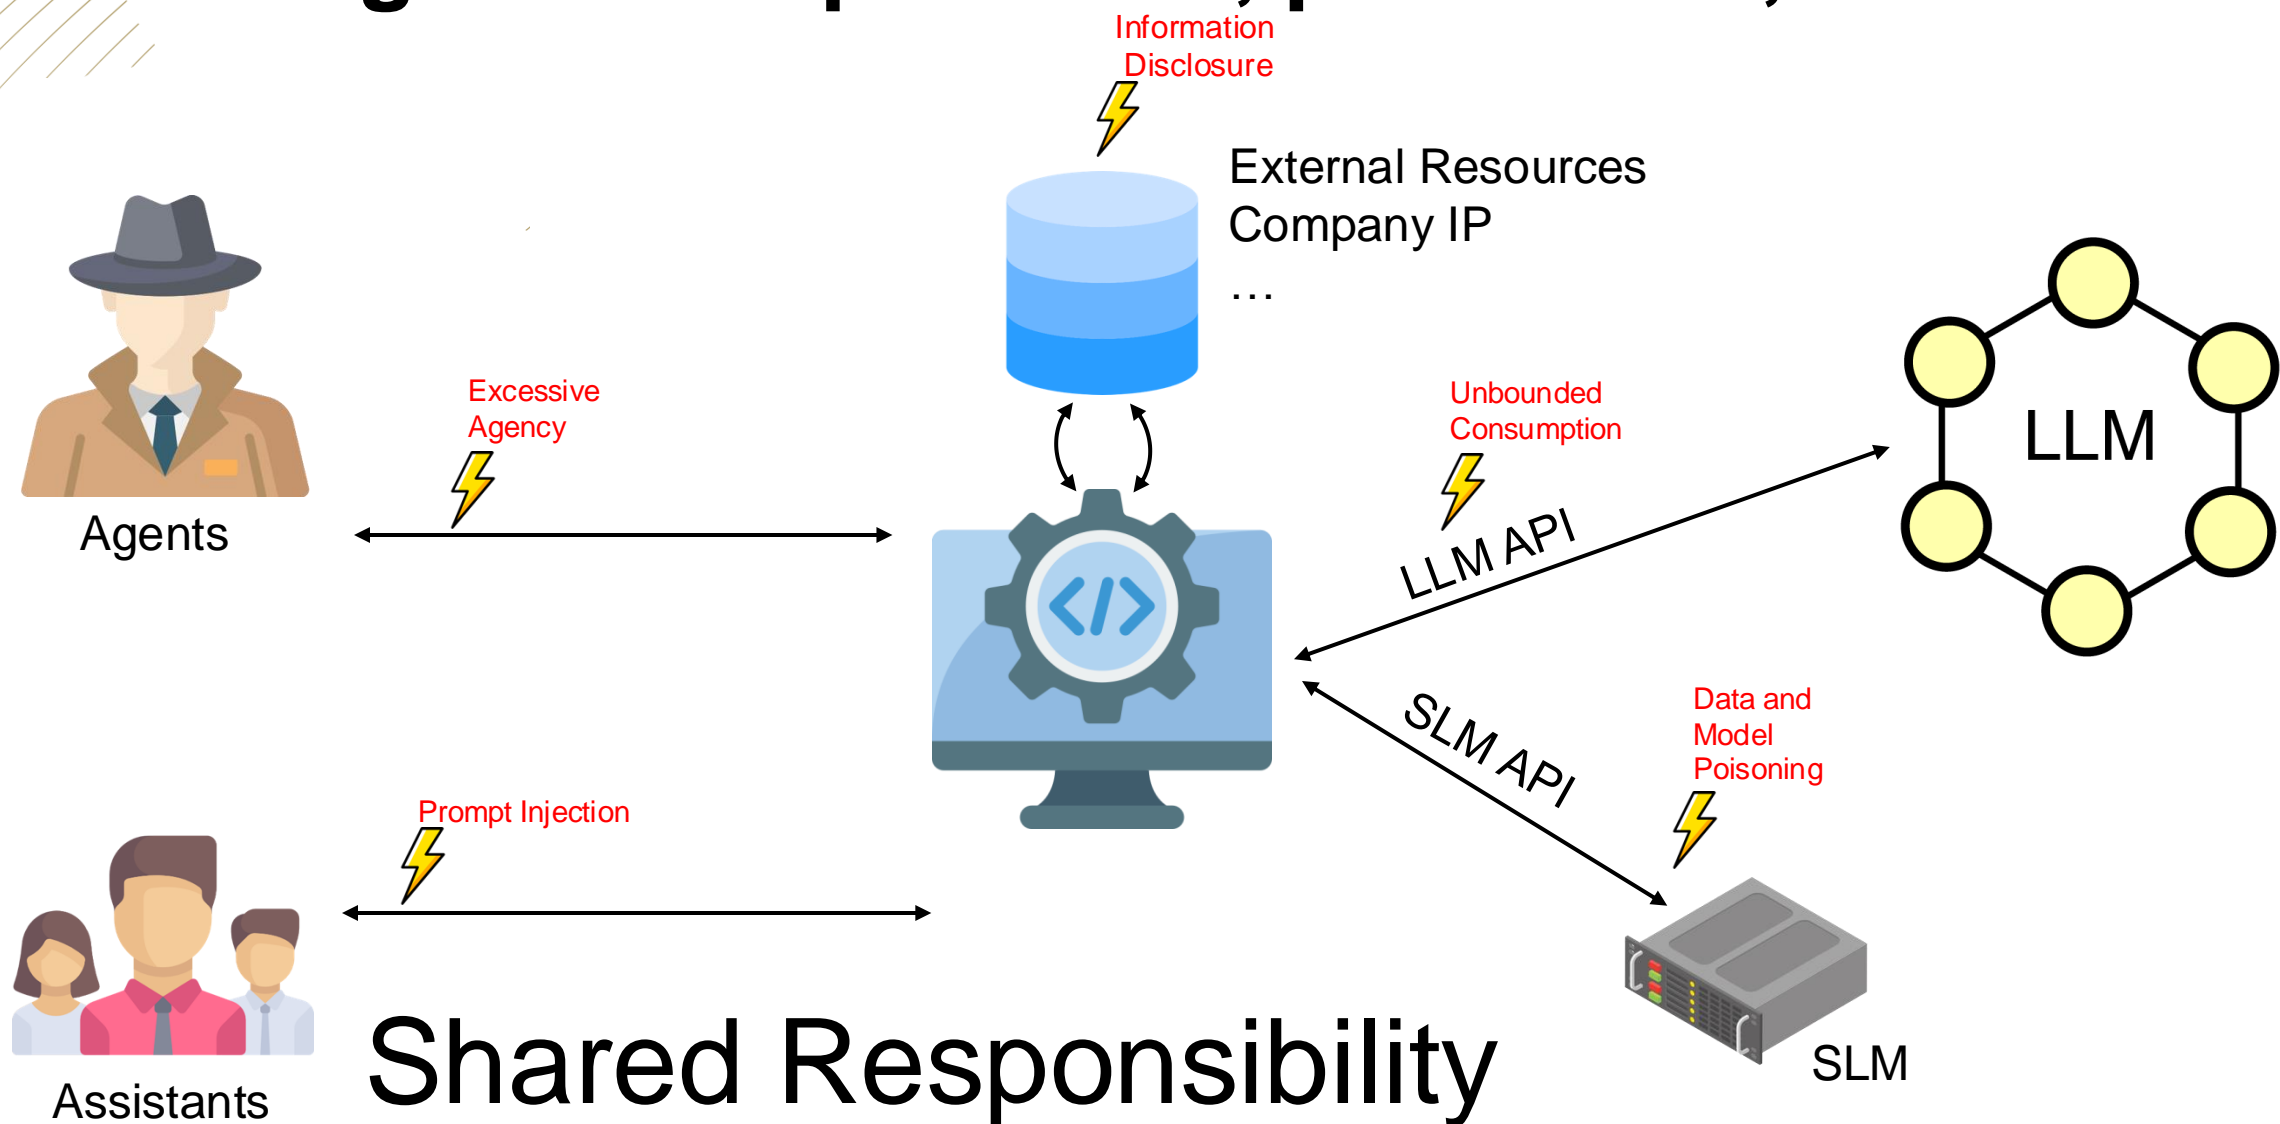 Information
Disclosure
External Resources
Company IP
…
Excessive
Agency
Unbounded
Consumption
LLM
Agents
LLM API
</>
Data and
Model
Poisoning
SLM API
Prompt Injection
Shared Responsibility
SLM
Assistants